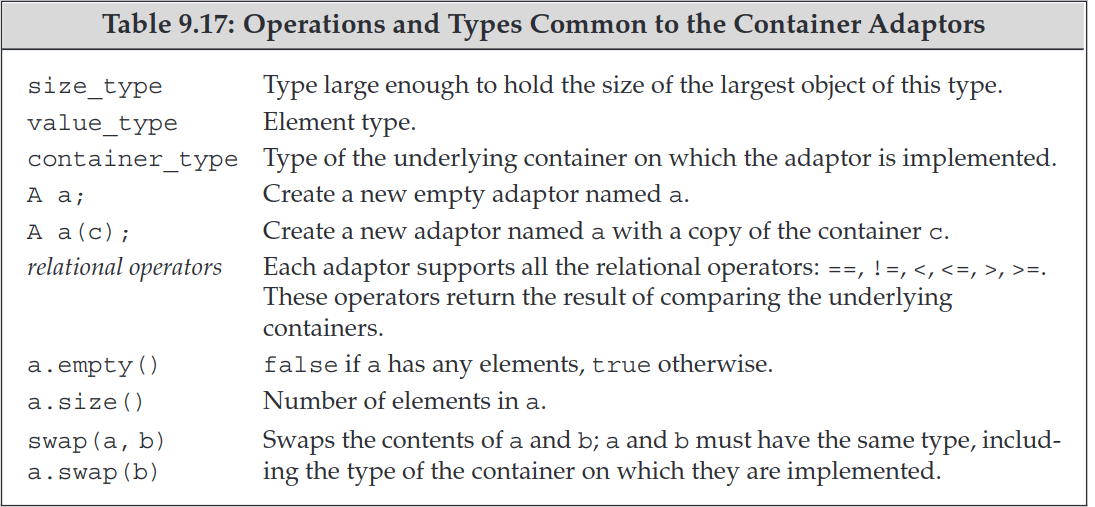 Table 9.17: Operations and Types Common to the Container Adaptors
size_type Type large enough to hold the size of the largest object of this type.
value_type Element type.
container_type Type of the underlying container on which the adaptor is implemented.
A a; Create a new empty adaptor named a.
A a(c); Create a new adaptor named a with a copy of the container c.
relational operators Each adaptor supports all the relational operators: ==, !=, <, <=, >, >=.
These operators return the result of comparing the underlying
containers.
a.empty() false if a has any elements, true otherwise.
a.size() Number of elements in a.
swap(a, b) Swaps the contents of a and b; a and b must have the same type, includ-
a.swap(b) ing the type of the container on which they are implemented.